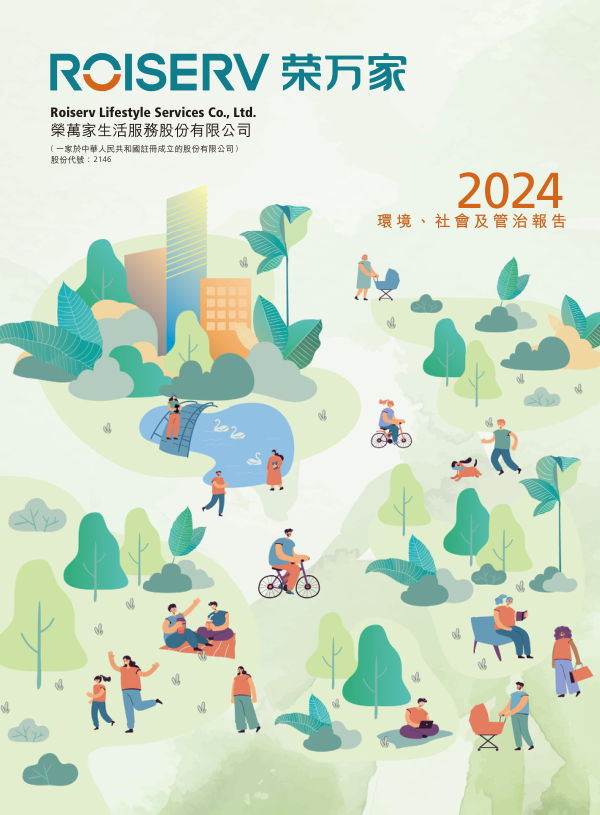 ROISERV 荣万家
Roiserv Lifestyle Services Co., Ltd.
榮萬家生活服務股份有限公司
（一家於中華人民共和國註冊成立的股份有限公司）
股份代號：2146
2024
環境、社會及管治報告